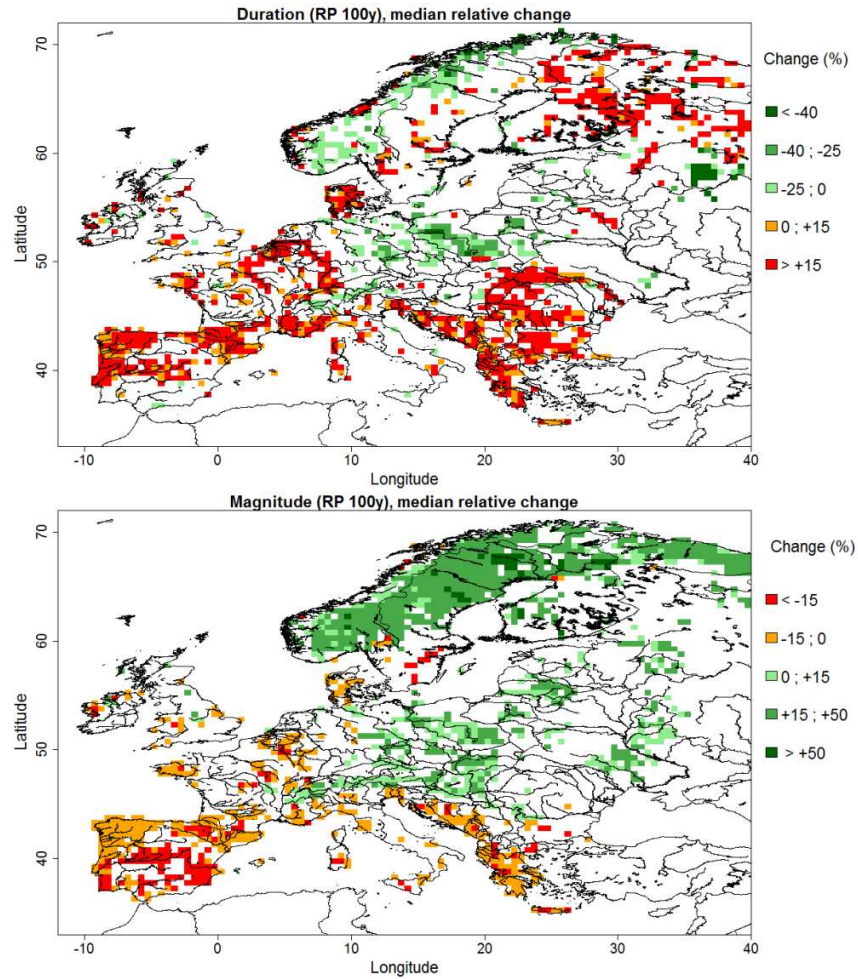 Duration (RP 100y), median relative change
70
60
50
40
Latitude
-10
0
10
20
30
40
Longitude
Change (%)
< -40
-40 ; -25
-25 ; 0
0 ; +15
> +15
Magnitude (RP 100y), median relative change
70
60
50
40
Latitude
-10
0
10
20
30
40
Longitude
Change (%)
< -15
-15 ; 0
0 ; +15
+15 ; +50
> +50